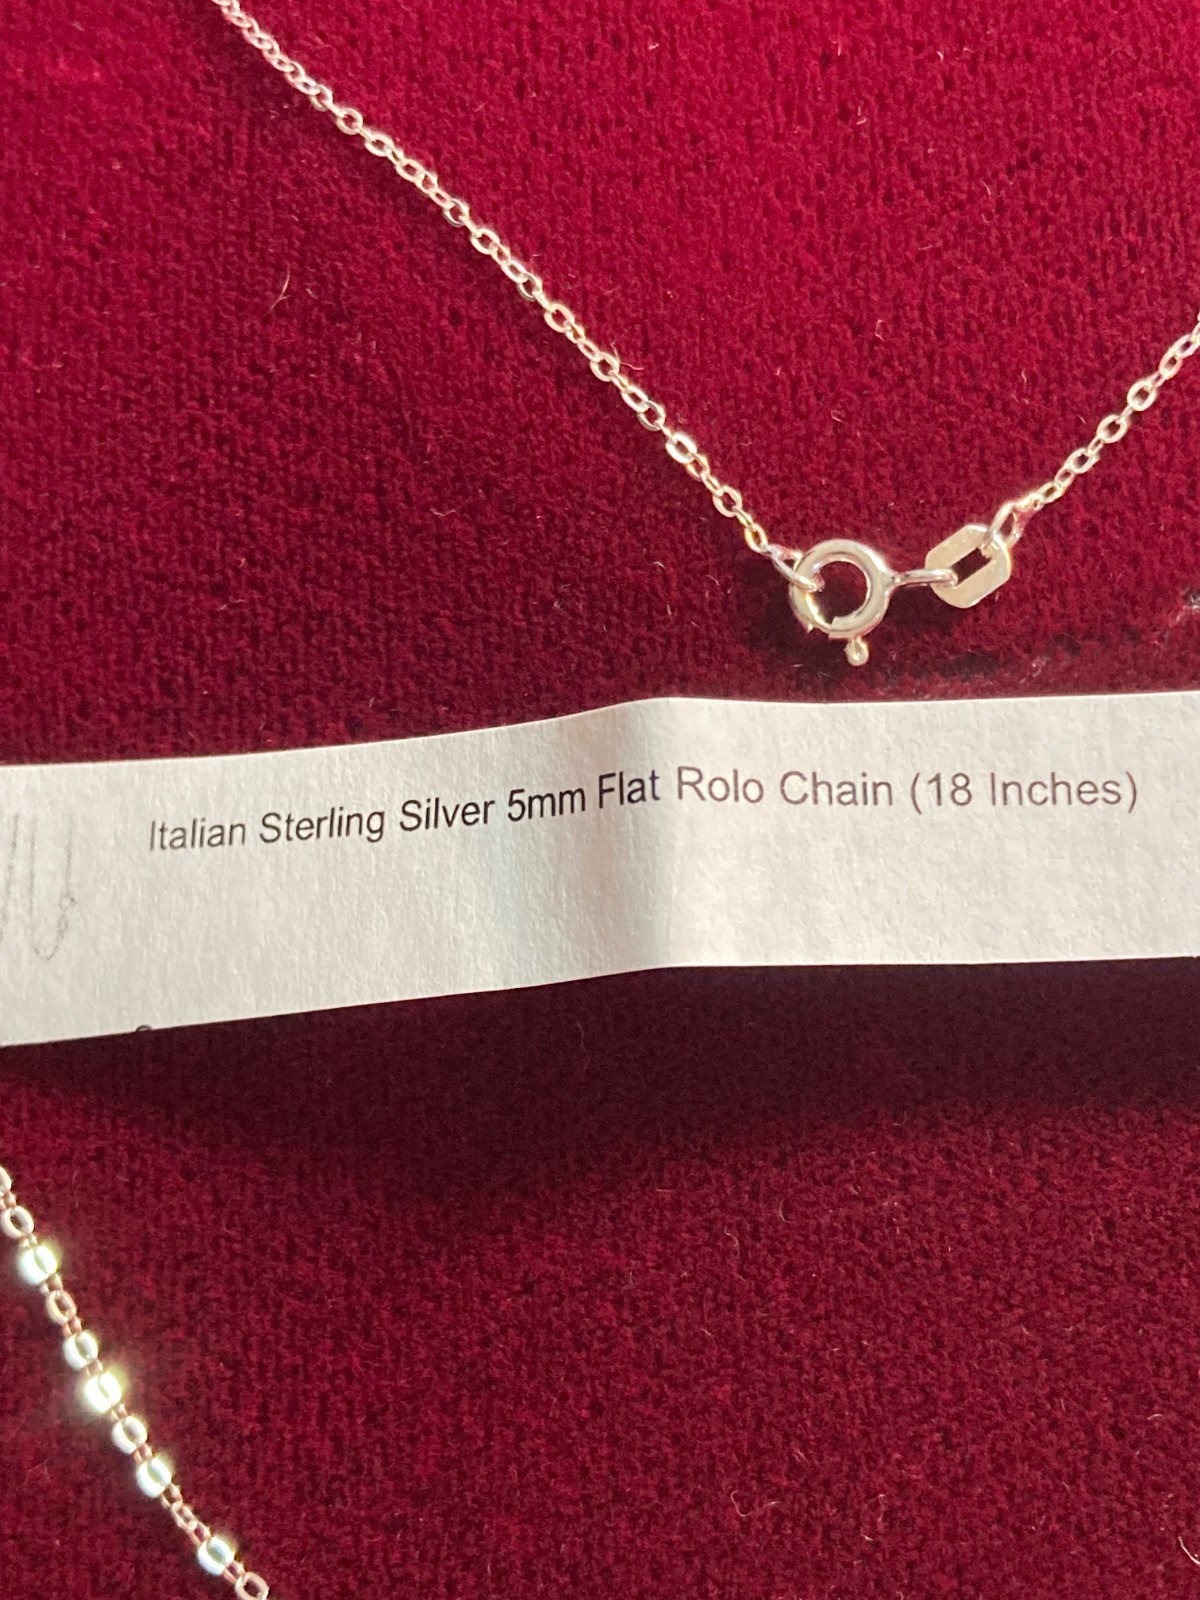 Italian Sterling Silver 5mm Flat Rolo Chain (18 Inches)